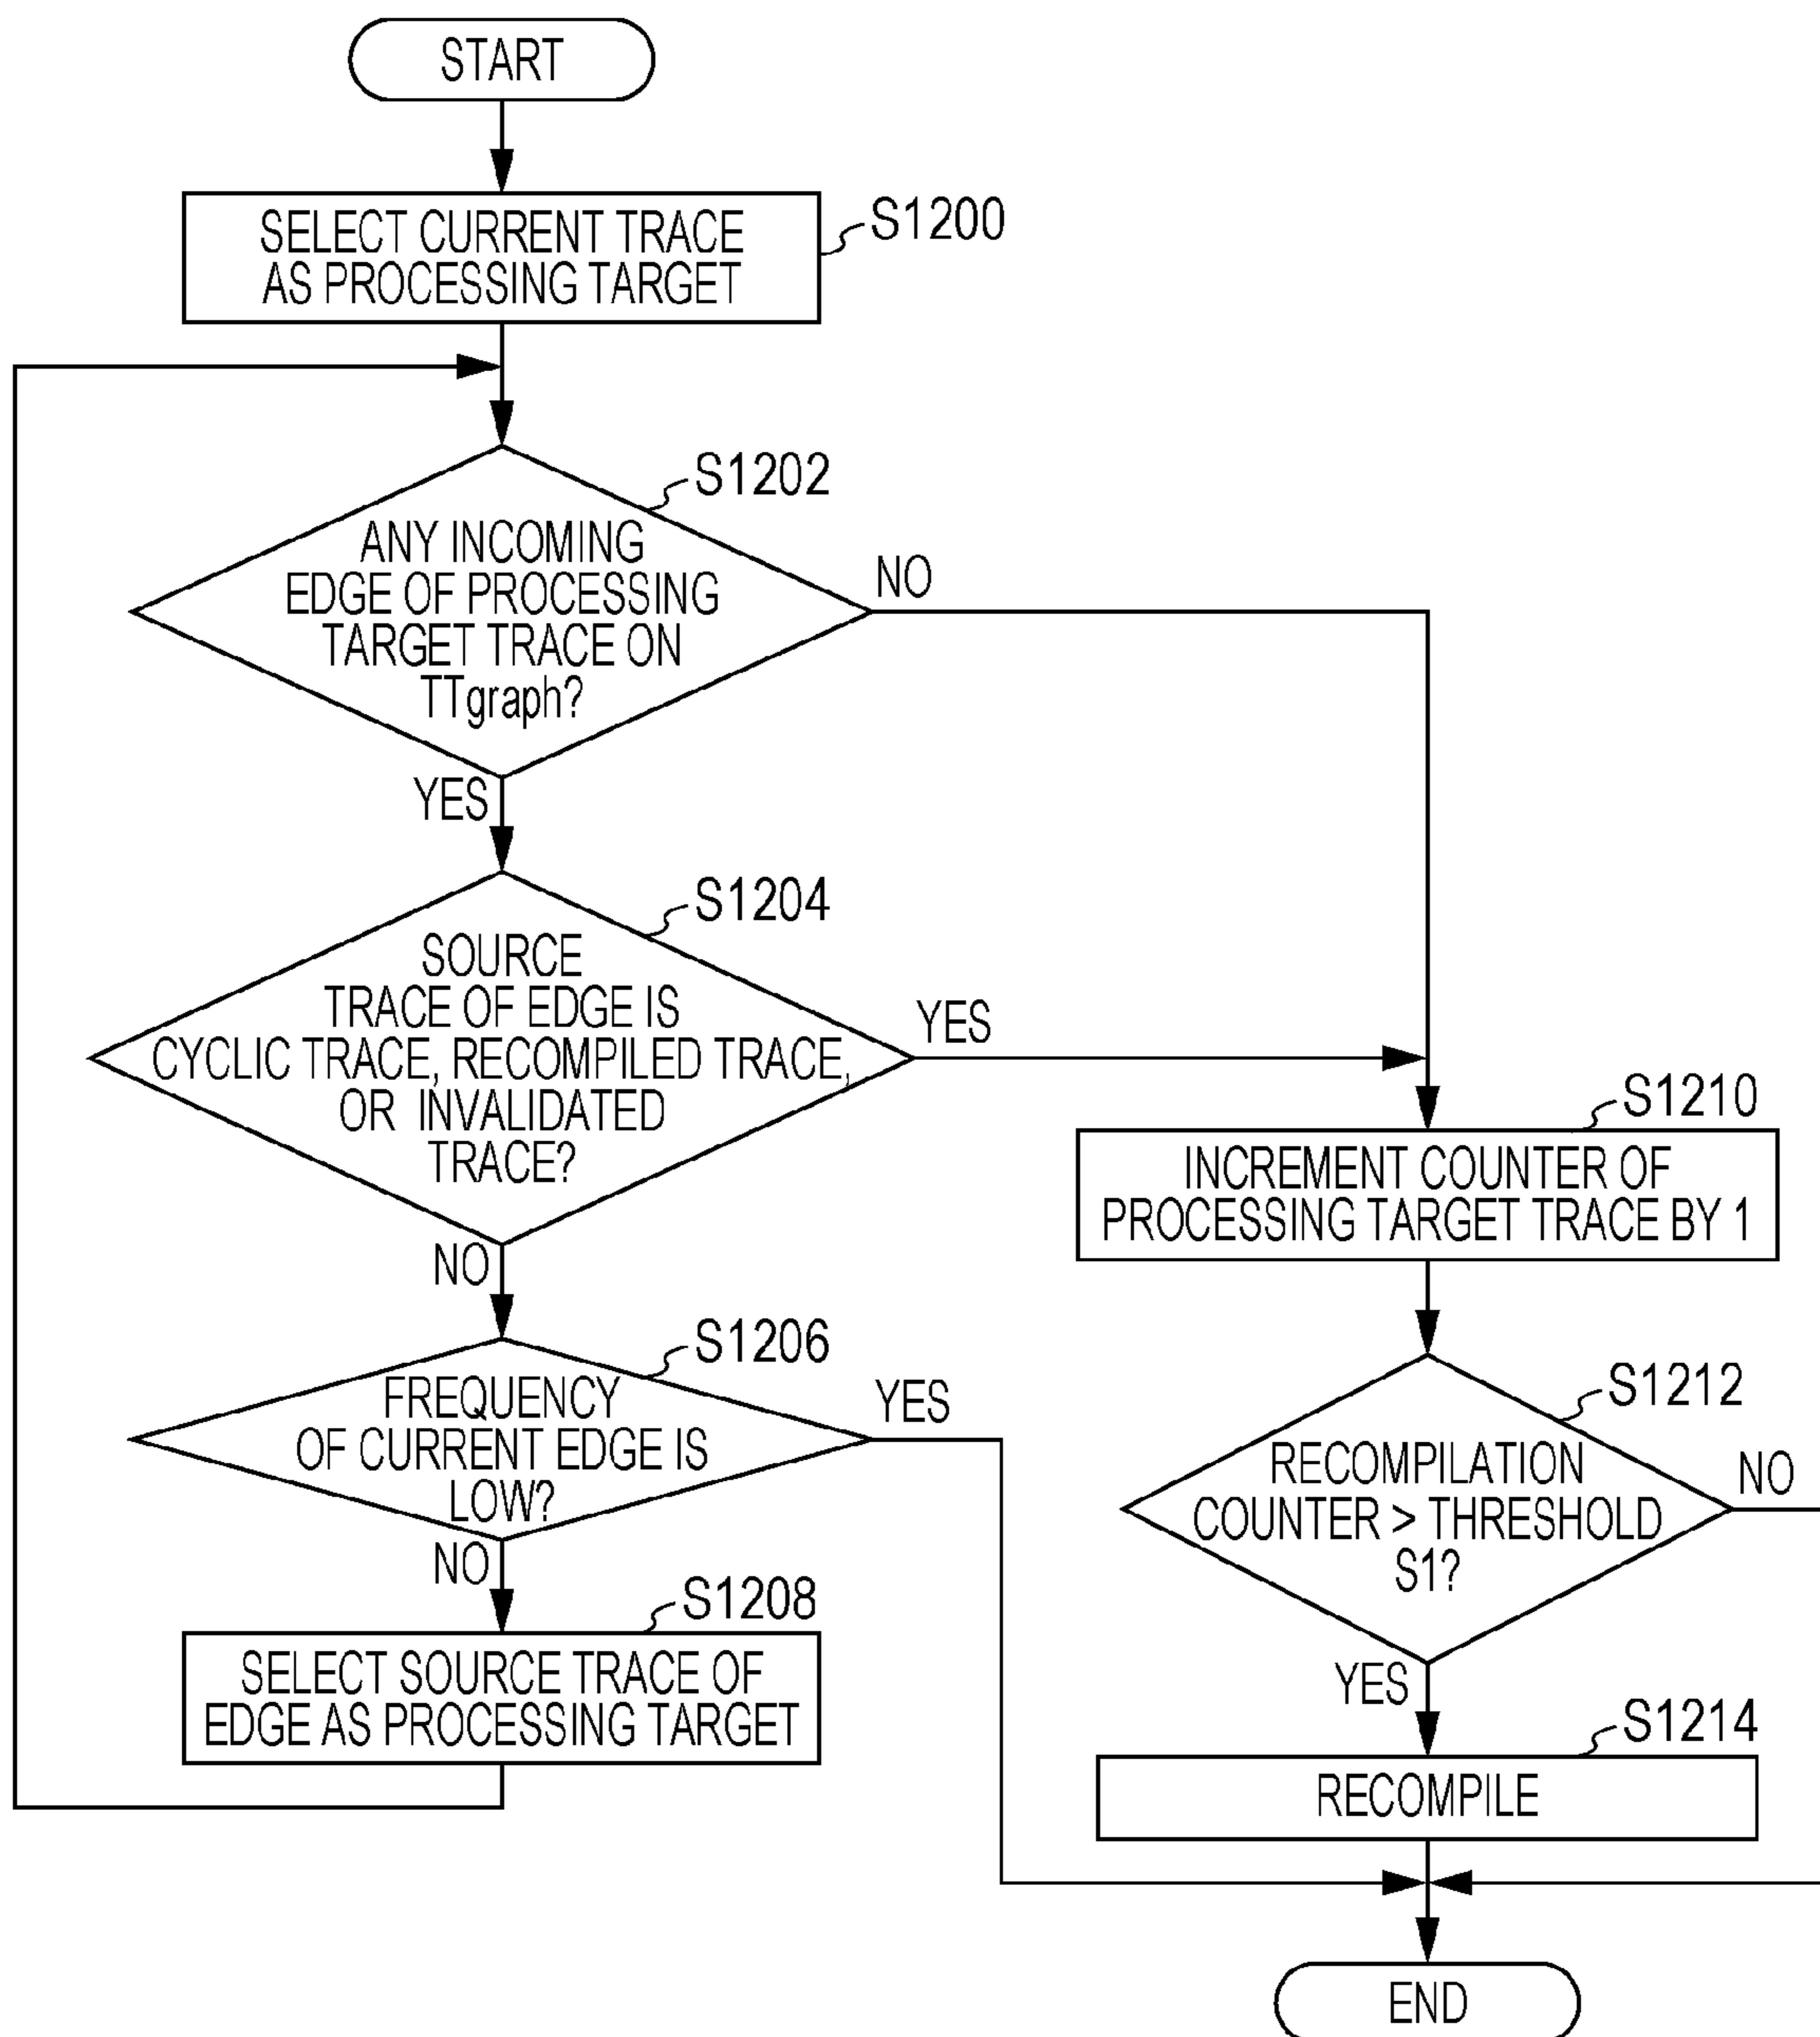 START
SELECT CURRENT TRACE
AS PROCESSING TARGET
S1200
S1202
ANY INCOMING
EDGE OF PROCESSING
TARGET TRACE ON
TTgraph?
NO
YES
S1204
SOURCE
TRACE OF EDGE IS
CYCLIC TRACE, RECOMPILED TRACE,
OR INVALIDATED
TRACE?
YES
NO
S1206
FREQUENCY
OF CURRENT EDGE IS
LOW?
YES
NO
S1208
SELECT SOURCE TRACE OF
EDGE AS PROCESSING TARGET
S1210
INCREMENT COUNTER OF
PROCESSING TARGET TRACE BY 1
S1212
RECOMPILATION
COUNTER > THRESHOLD
S1?
NO
YES
S1214
RECOMPILE
END